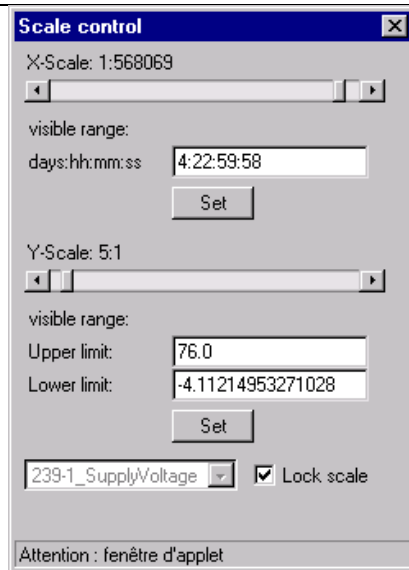 Scale control
X-Scale: 1:568069
visible range:
days:hh:mm:ss 4:22:59:58
Set
Y-Scale: 5:1
visible range:
Upper limit: 76.0
Lower limit: -4.11214953271028
Set
239-1_SupplyVoltage Lock scale
Attention : fenêtre d'applet